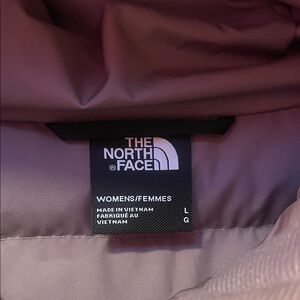 THE
NORTH
®FACE
WOMENS/FEMMES
MADE IN VIETNAM L
FABRIQUÉ AU G
VIETNAM